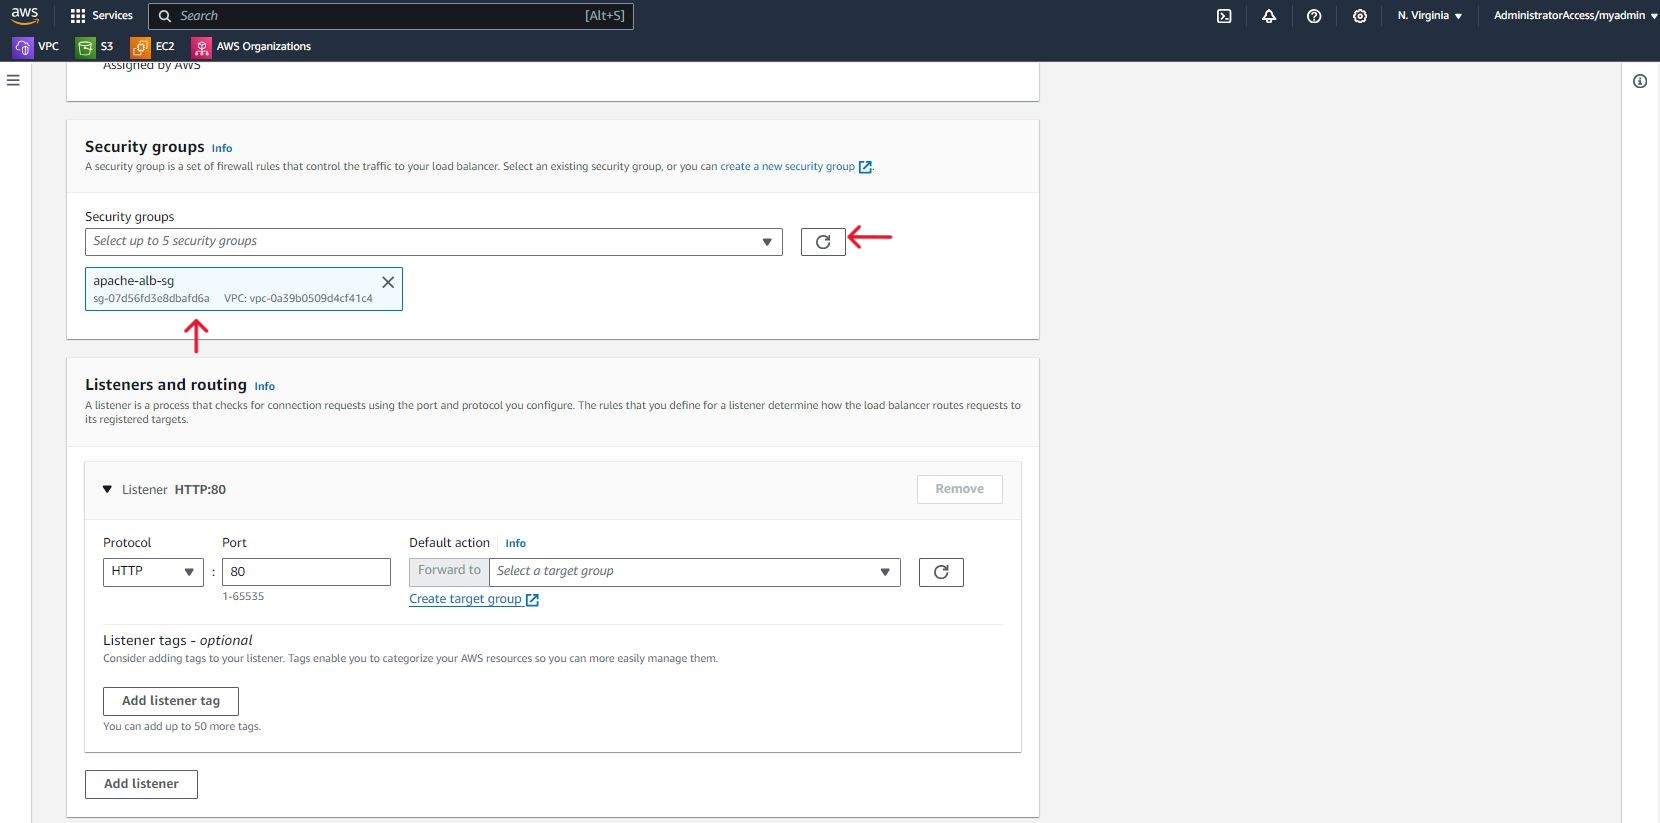 aws Services Search [Alt+S] N. Virginia AdministratorAccess/myadmin
VPC S3 EC2 AWS Organizations
Assigned by AWS
Security groups Info
A security group is a set of firewall rules that control the traffic to your load balancer. Select an existing security group, or you can create a new security group.
Security groups
Select up to 5 security groups
apache-alb-sg
sg-07d56fd3e8dbafd6a VPC: vpc-0a39b0509d4cf41c4
Listeners and routing Info
A listener is a process that checks for connection requests using the port and protocol you configure. The rules that you define for a listener determine how the load balancer routes requests to
its registered targets.
Listener HTTP:80 Remove
Protocol Port Default action Info
HTTP : 80 Forward to Select a target group
1-65535 Create target group
Listener tags - optional
Consider adding tags to your listener. Tags enable you to categorize your AWS resources so you can more easily manage them.
Add listener tag
You can add up to 50 more tags.
Add listener